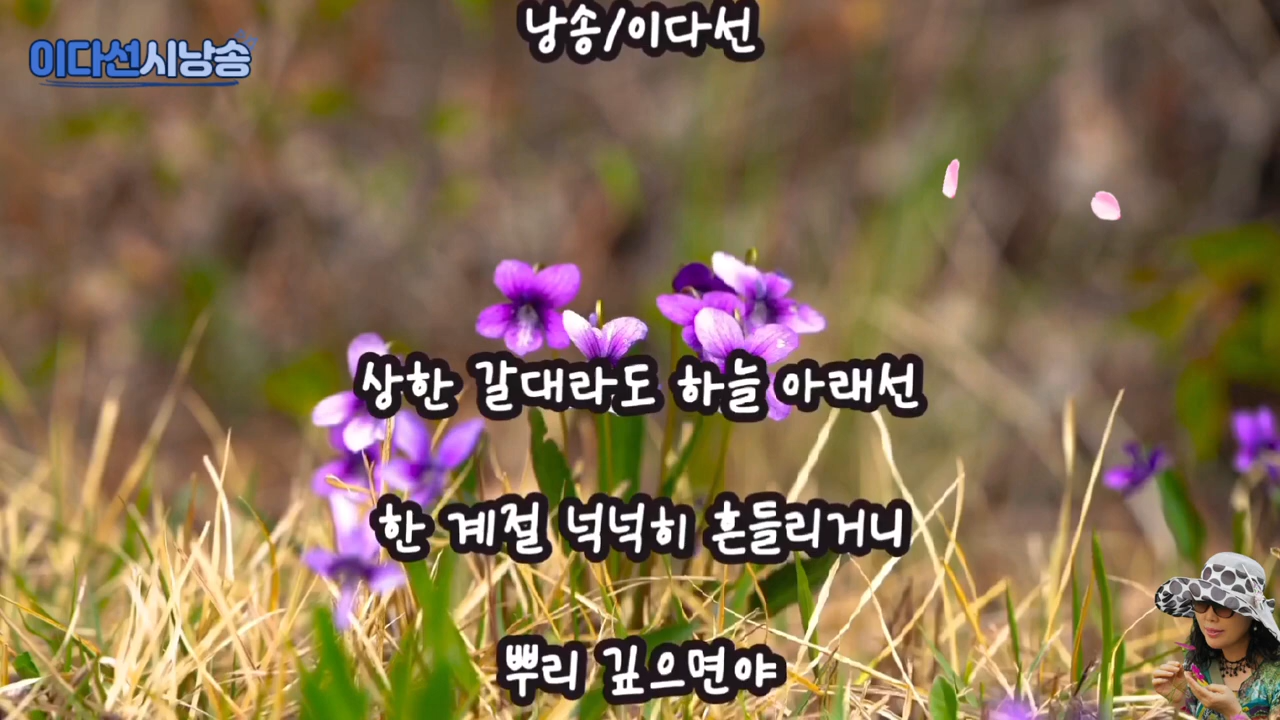 낭송/이다선
이다선시낭송
상한 갈대라도 하늘 아래선
한 계절 넉넉히 흔들리거니
뿌리 깊으면야